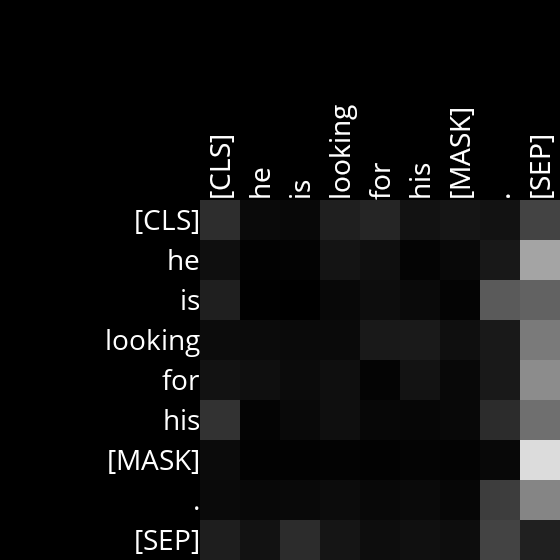 [CLS] he is looking for his [MASK] . [SEP]
[CLS]
he
is
looking
for
his
[MASK]
.
[SEP]